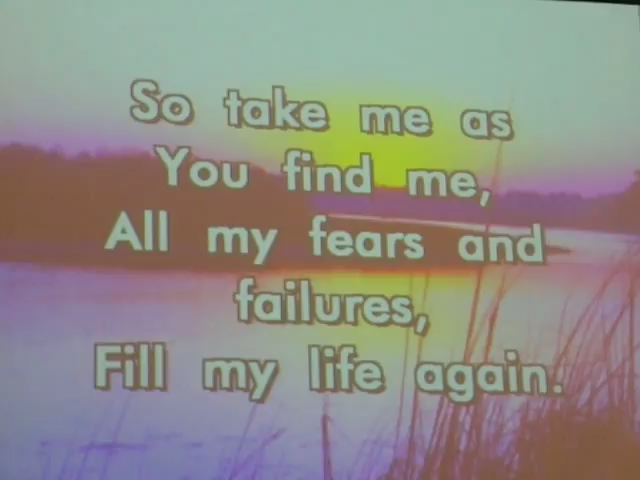 So take me as
You find me,
All my fears and
failures,
Fill my life again.